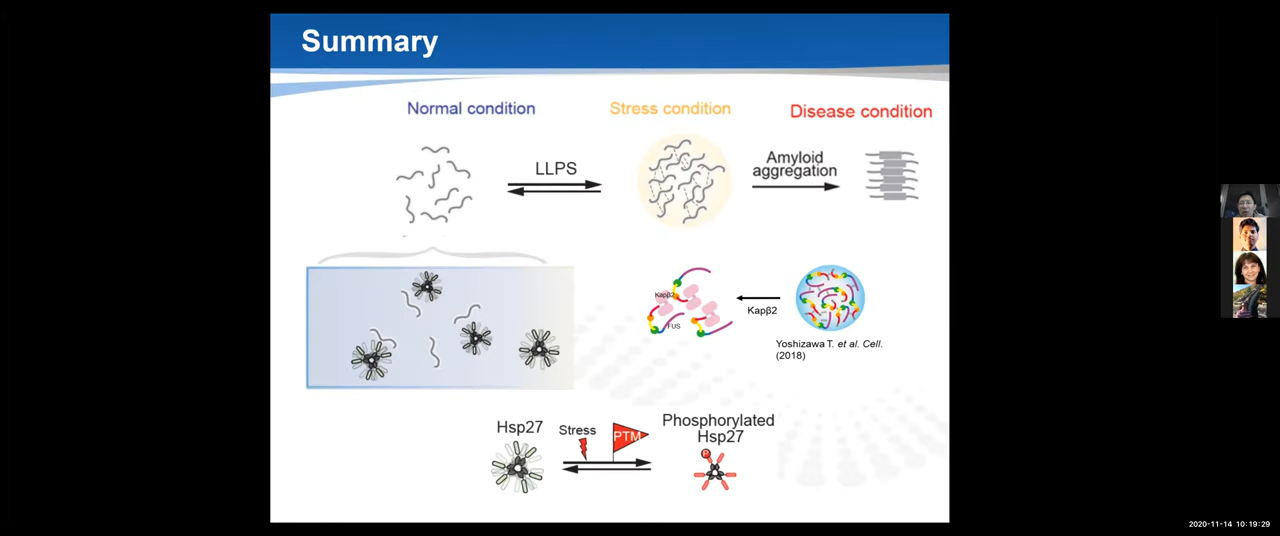 Summary
Normal condition
Stress condition
Disease condition
LLPS
Amyloid
aggregation
Kapβ2
FUS
Kapβ2
Yoshizawa T. et al. Cell.
(2018)
Hsp27
Stress
PTM
Phosphorylated
Hsp27
P
2020-11-14 10:19:29